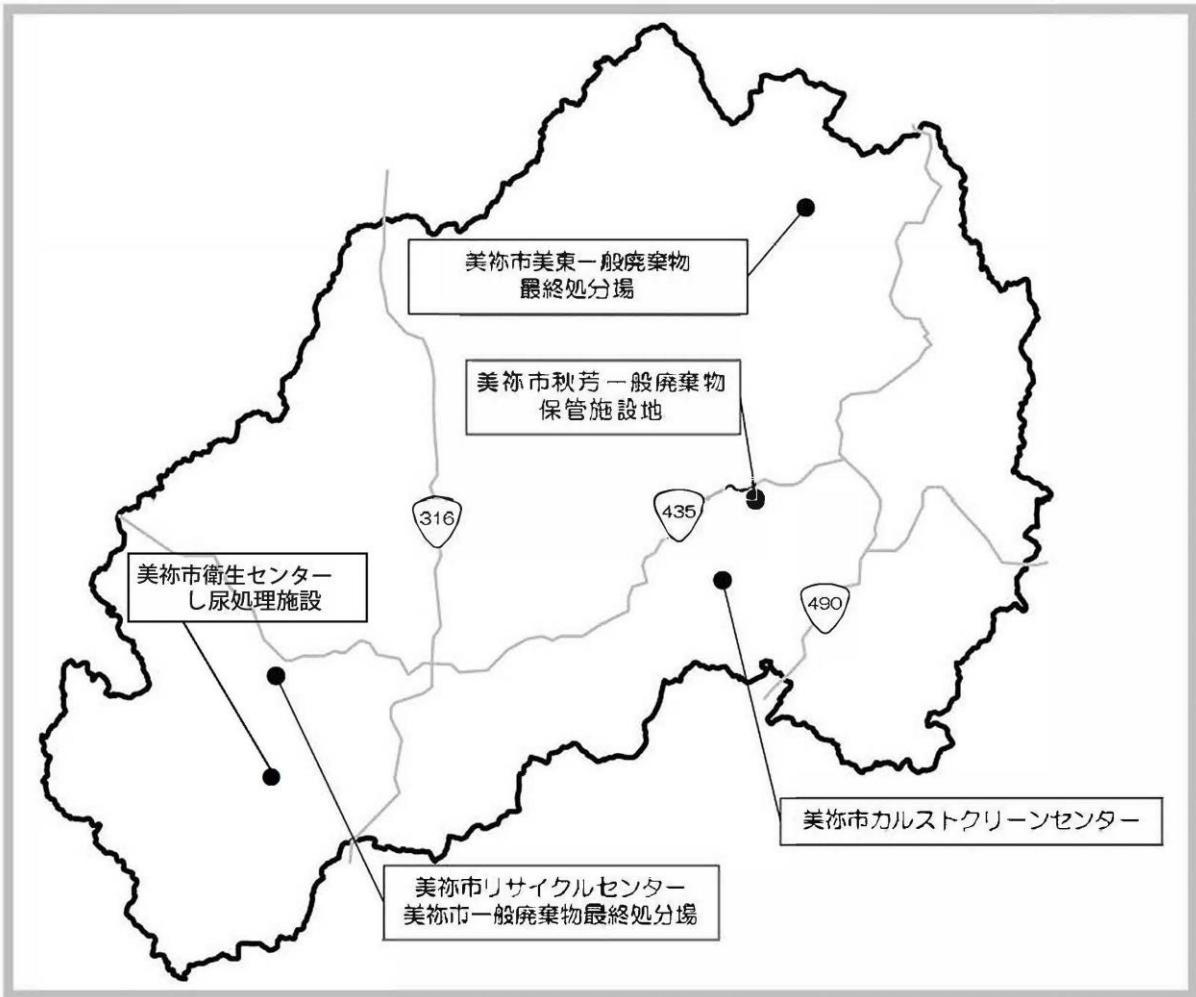 美祢市美東一般廃棄物
最終処分場
美祢市秋芳一般廃棄物
保管施設地
316
435
490
美祢市衛生センター
し尿処理施設
美祢市カルストクリーンセンター
美祢市リサイクルセンター
美祢市一般廃棄物最終処分場